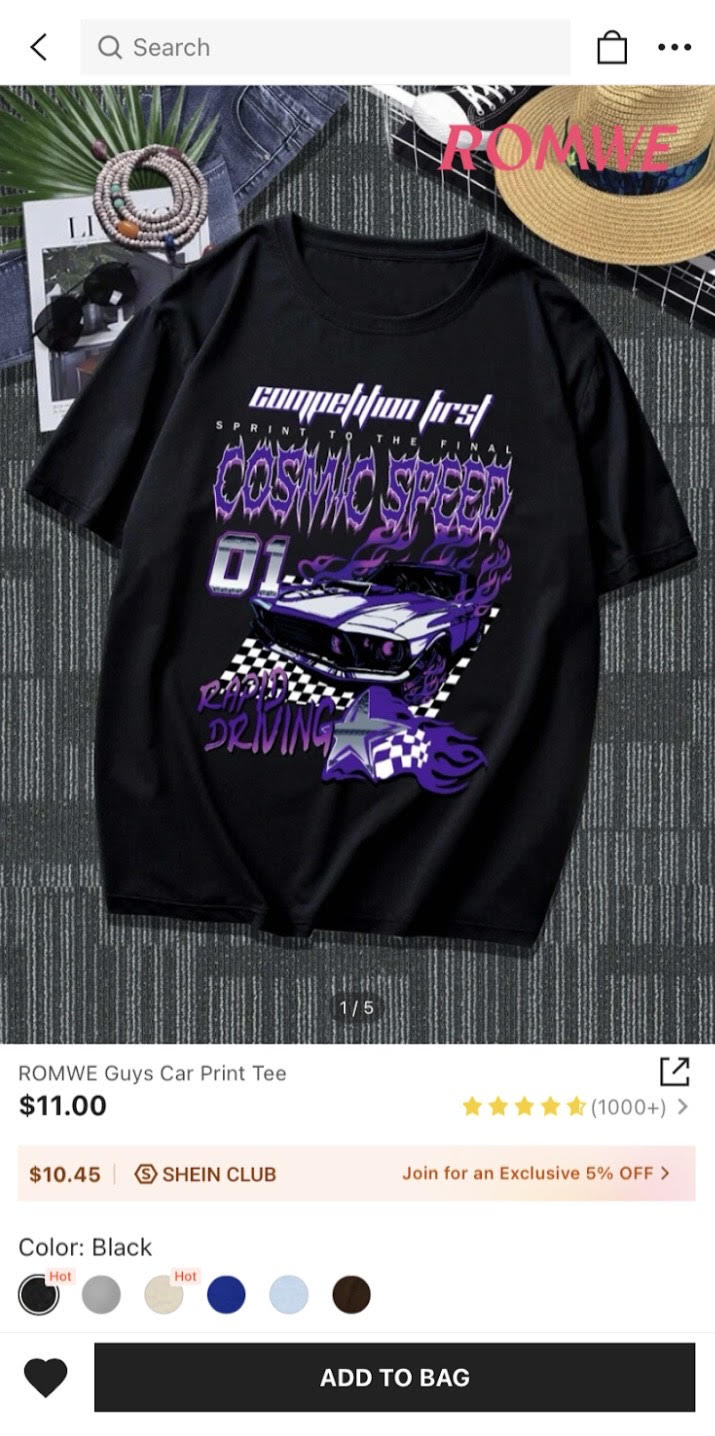 Search
ROMWE
competition first
SPRINT TO THE FINAL
COSMIC SPEED
01
RAPID
DRIVING
1/5
ROMWE Guys Car Print Tee
$11.00
(1000+)
$10.45
S SHEIN CLUB
Join for an Exclusive 5% OFF >
Color: Black
Hot
Hot
ADD TO BAG